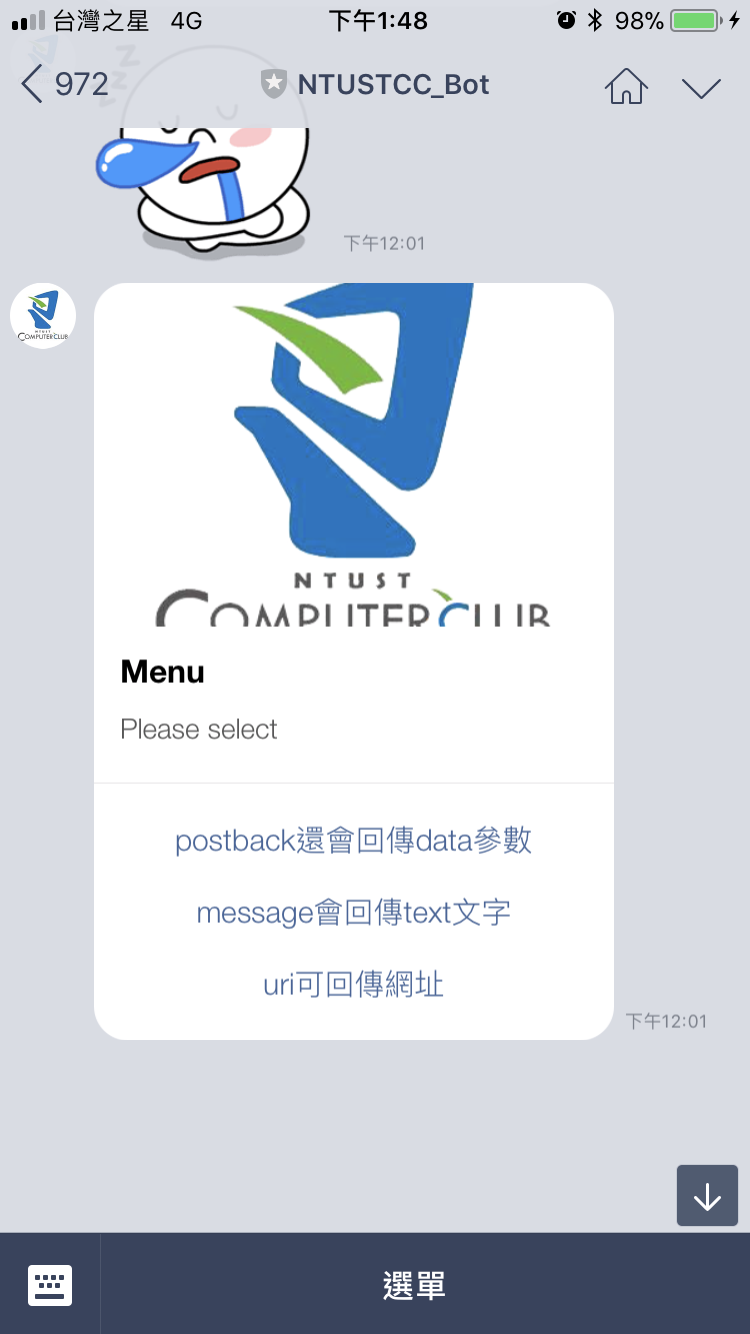 台灣之星 4G 下午1:48 98%
972 NTUSTCC_Bot
下午12:01
NTUST
COMPUTERCLUB
NTUST
COMPUTER CLUB
Menu
Please select
postback還會回傳data參數
message會回傳text文字
uri可回傳網址
下午12:01
選單